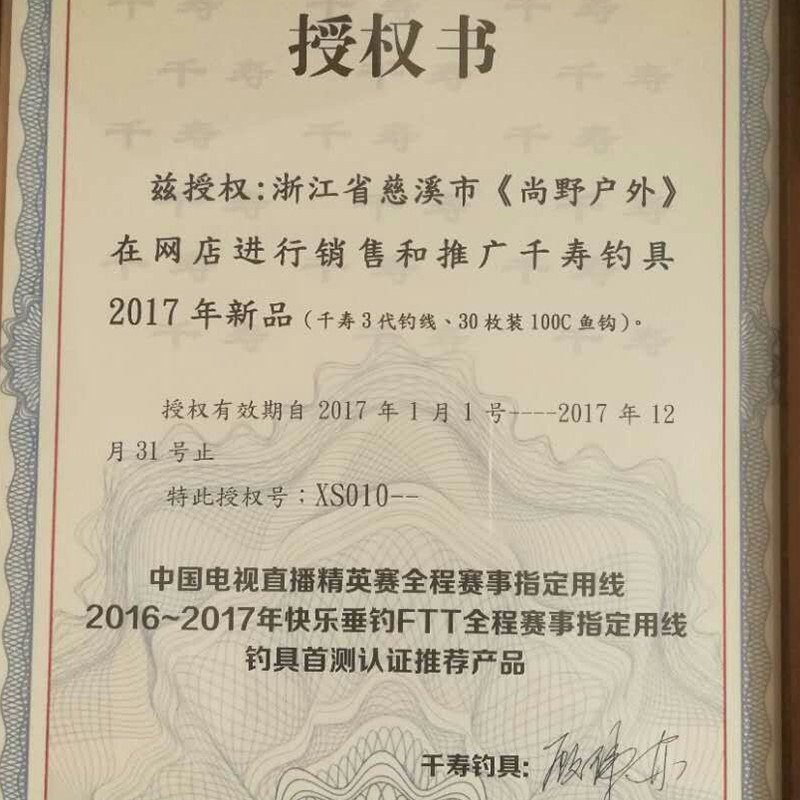 授权书
兹授权:浙江省慈溪市《尚野户外》
在网店进行销售和推广千寿钓具
2017年新品(千寿3代钓线、30枚装100C鱼钩)。
授权有效期自2017年1月1号----2017年12
月31号止
特此授权号:XS010--
中国电视直播精英赛全程赛事指定用线
2016~2017年快乐垂钓FTT全程赛事指定用线
钓具首测认证推荐产品
千寿钓具: